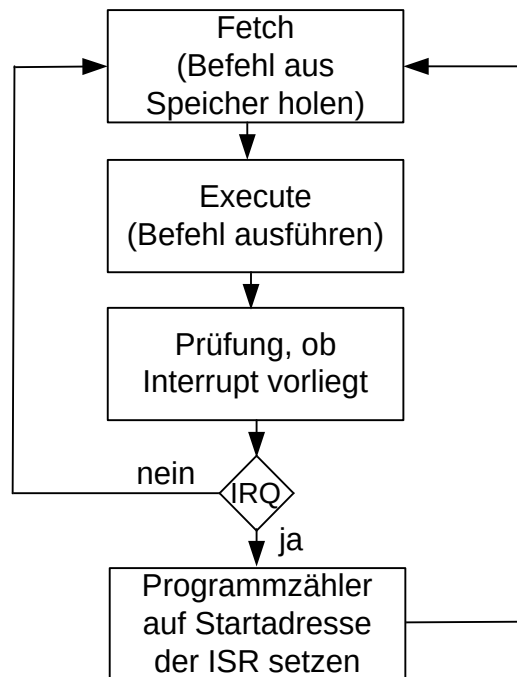 Fetch
(Befehl aus
Speicher holen)
Execute
(Befehl ausführen)
Prüfung, ob
Interrupt vorliegt
nein
IRQ
ja
Programmzähler
auf Startadresse
der ISR setzen